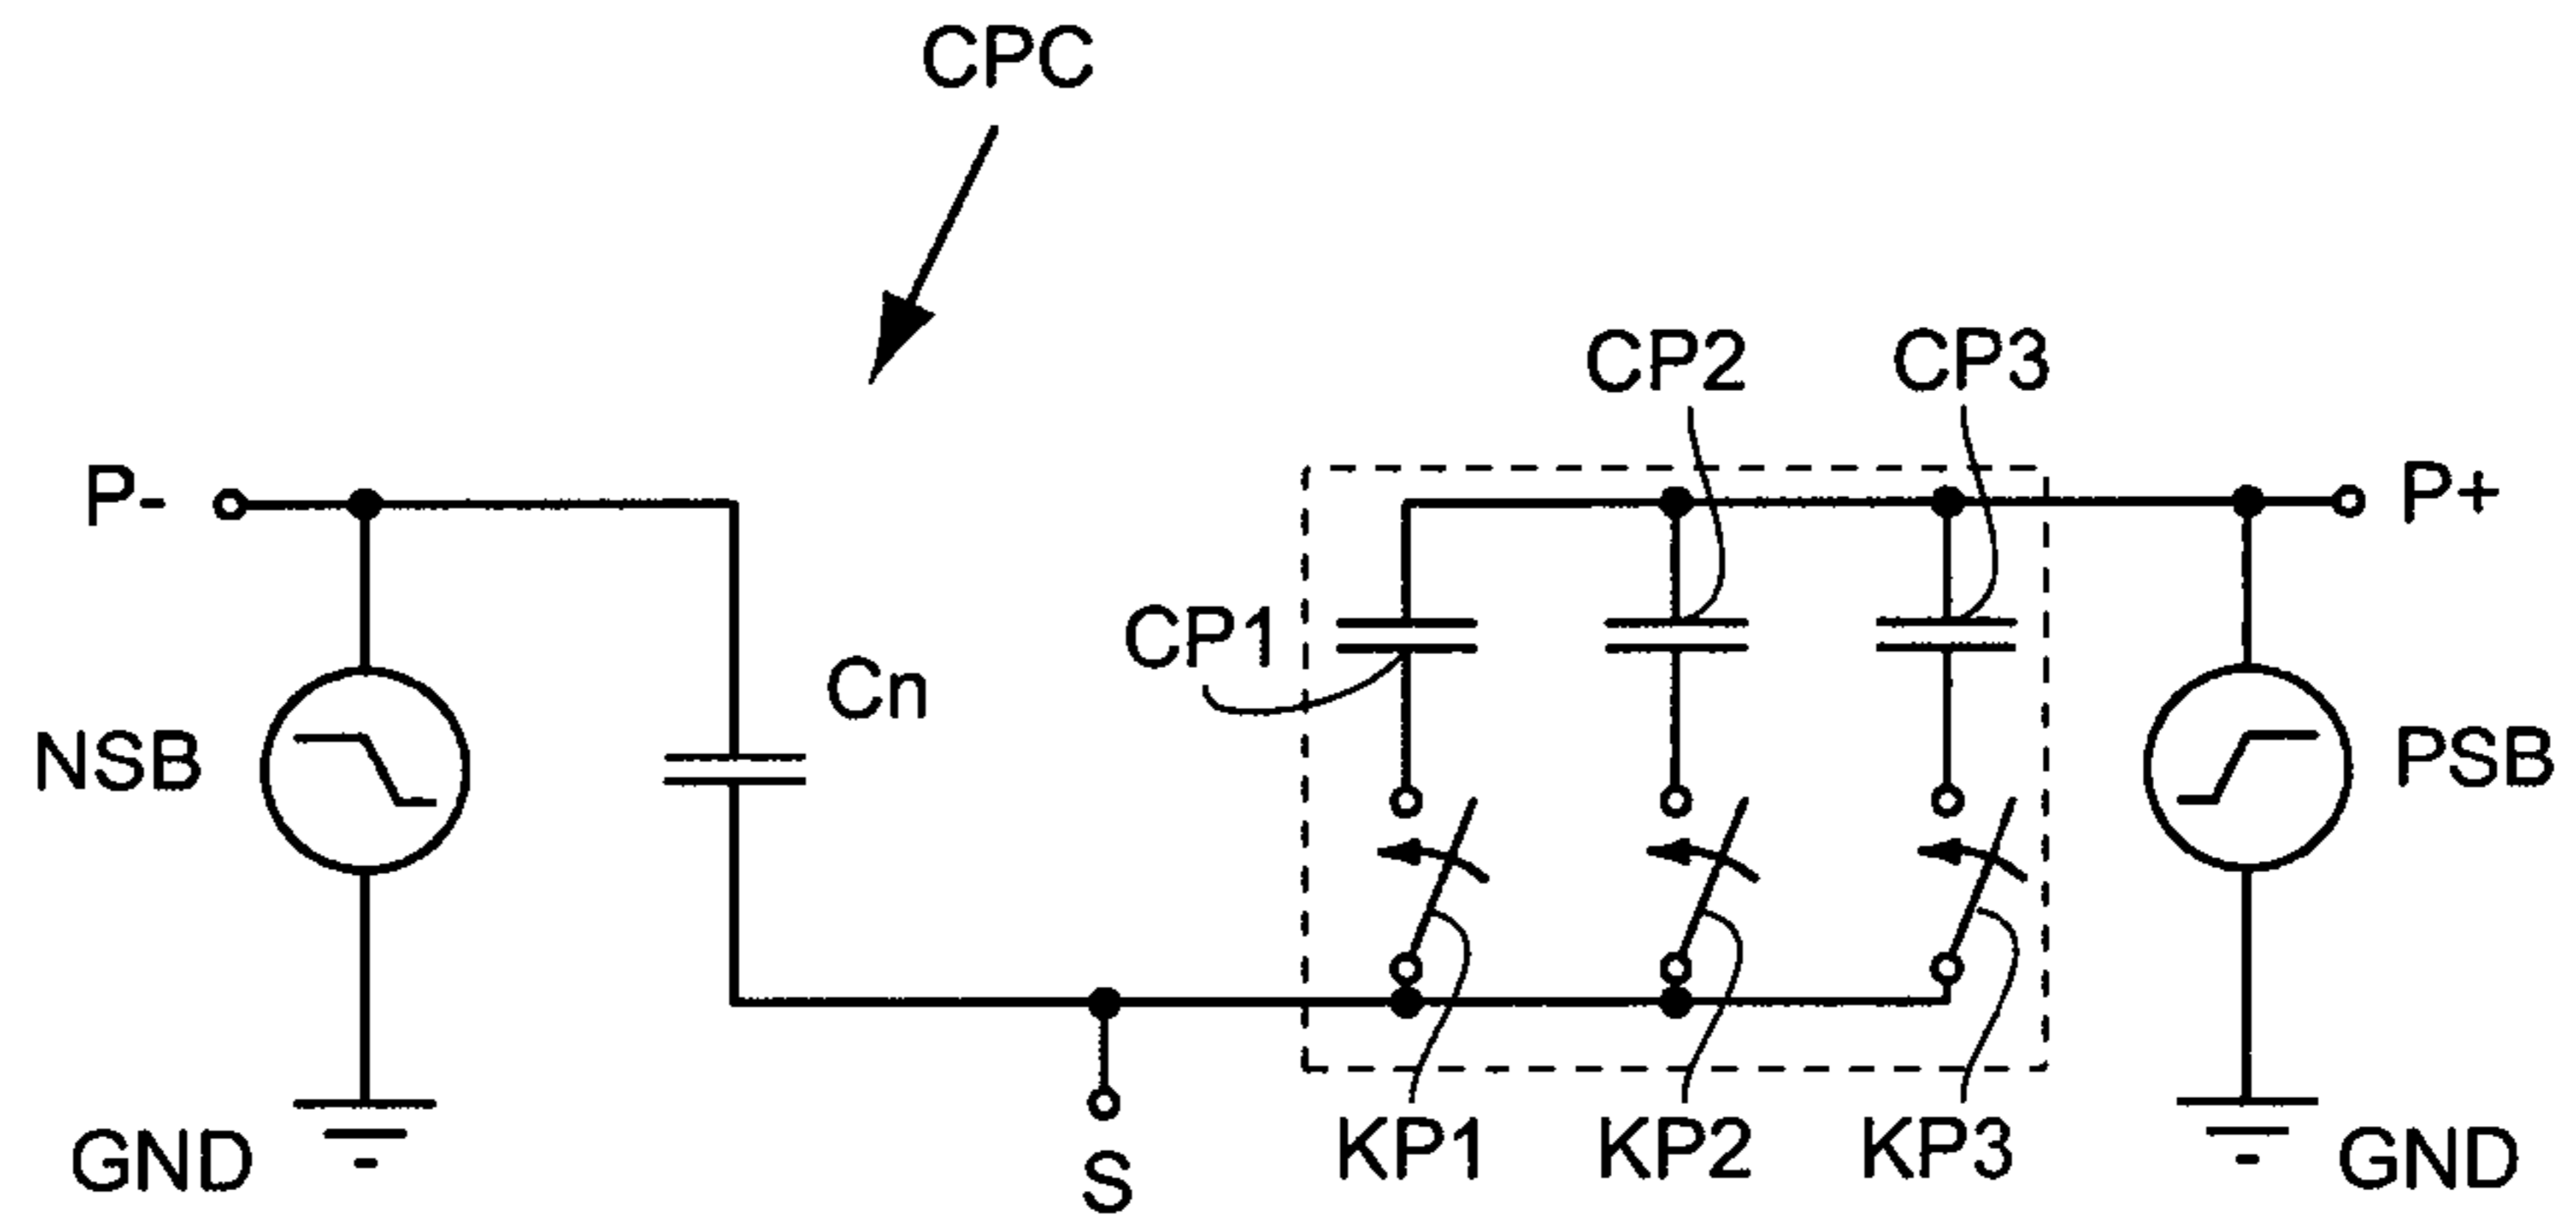 CPC
CP2
CP3
P-
P+
CP1
Cn
NSB
PSB
GND
S
KP1
KP2
KP3
GND